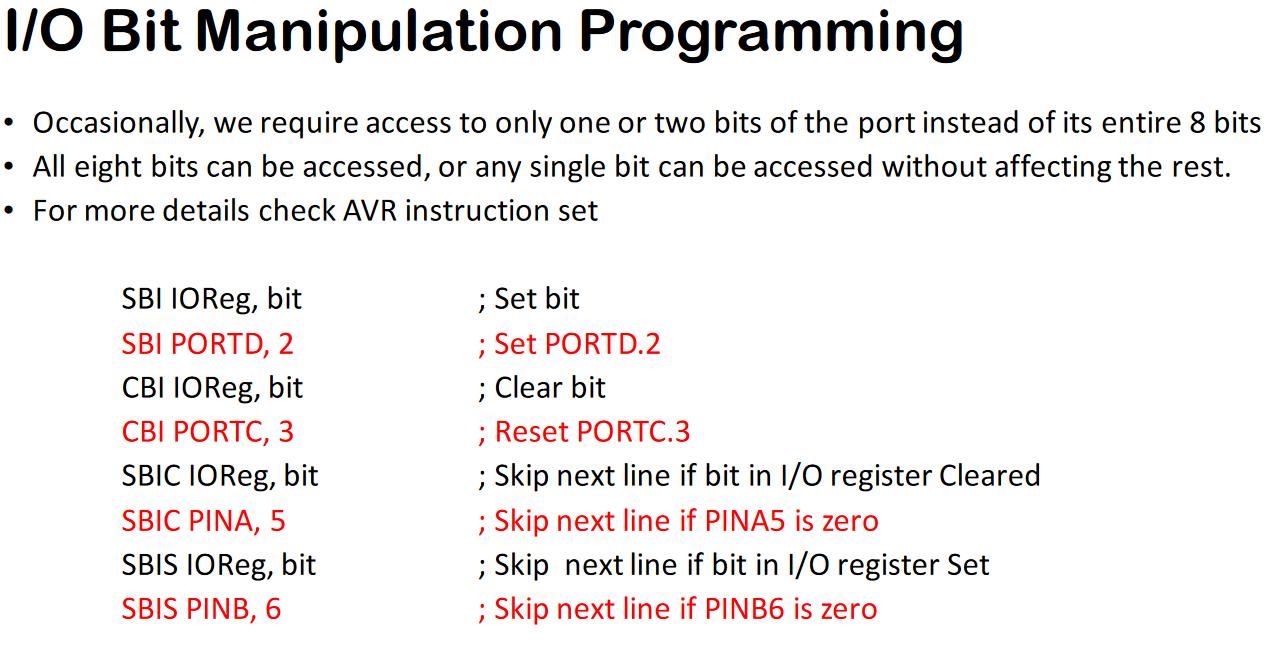 I/O Bit Manipulation Programming
• Occasionally, we require access to only one or two bits of the port instead of its entire 8 bits
• All eight bits can be accessed, or any single bit can be accessed without affecting the rest.
• For more details check AVR instruction set
SBI IOReg, bit ; Set bit
SBI PORTD, 2 ; Set PORTD.2
CBI IOReg, bit ; Clear bit
CBI PORTC, 3 ; Reset PORTC.3
SBIC IOReg, bit ; Skip next line if bit in I/O register Cleared
SBIC PINA, 5 ; Skip next line if PINA5 is zero
SBIS IOReg, bit ; Skip  next line if bit in I/O register Set
SBIS PINB, 6 ; Skip next line if PINB6 is zero